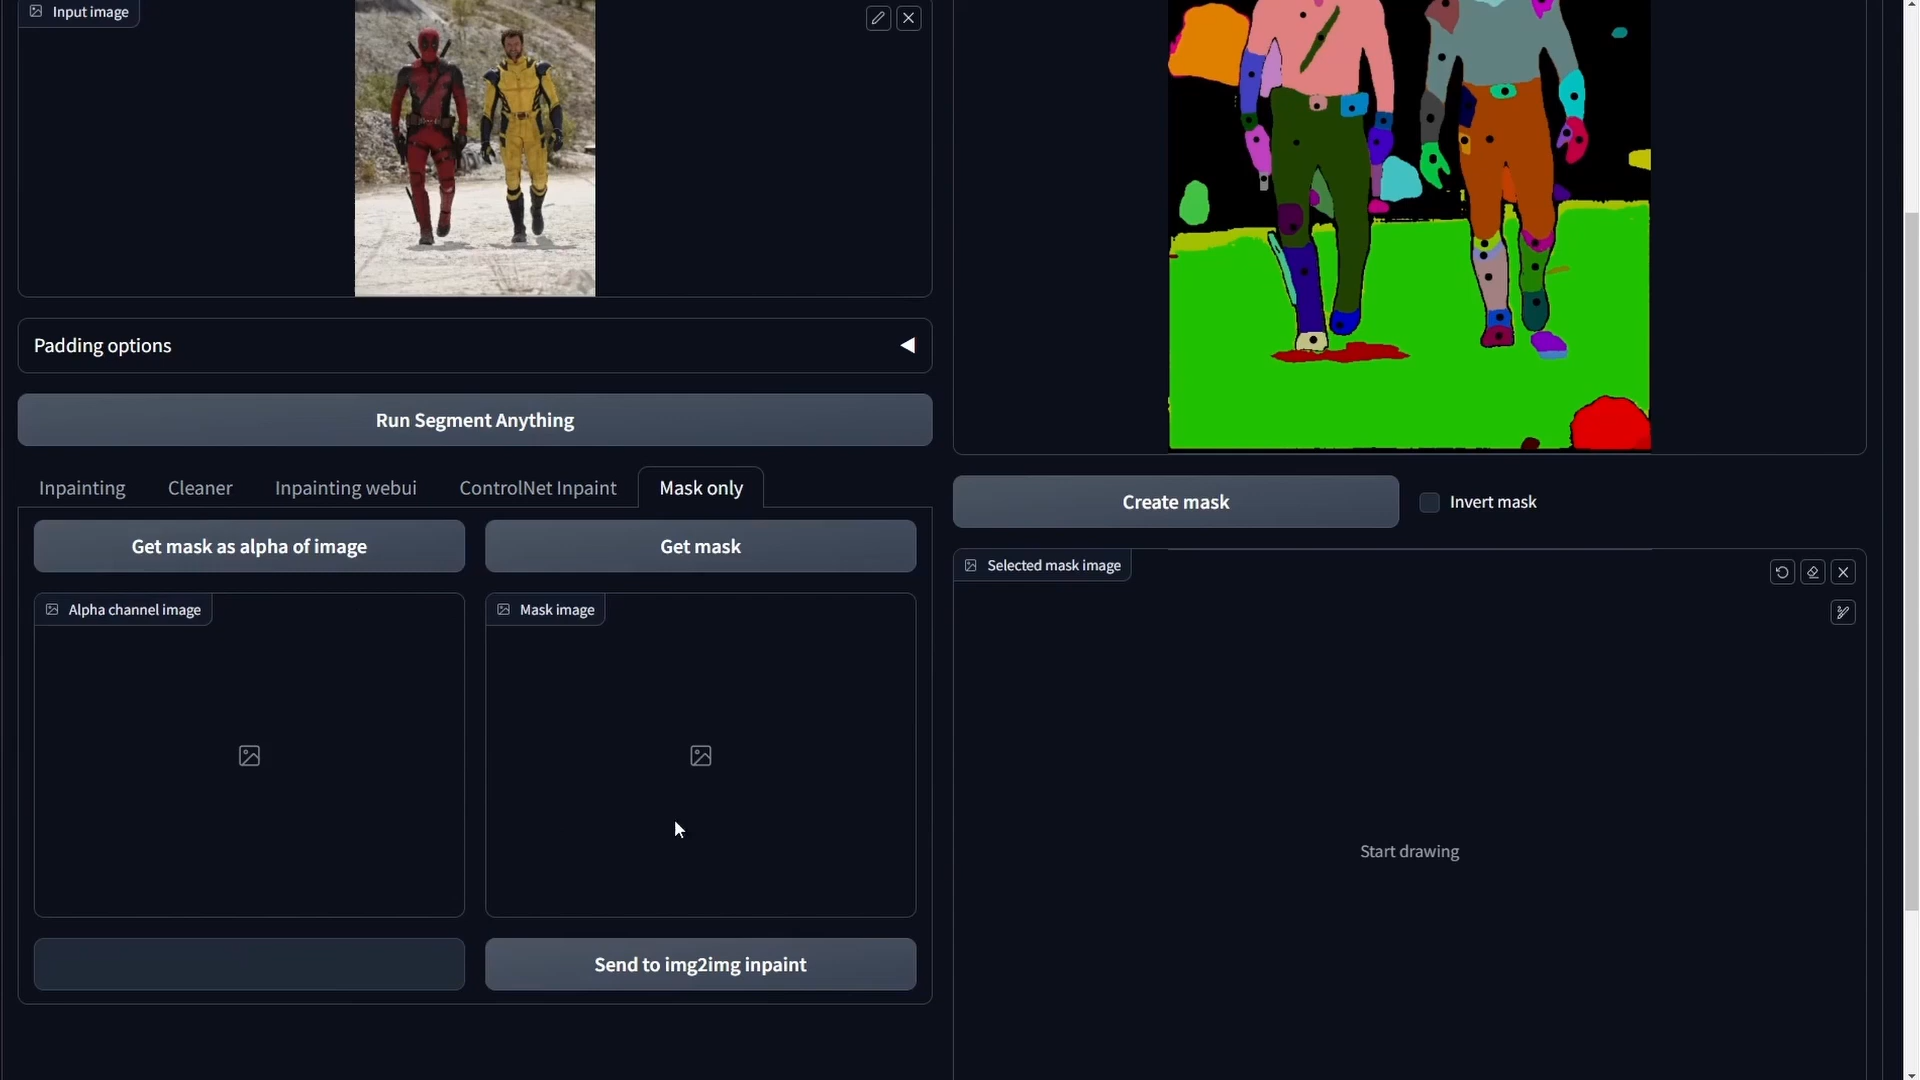 Input image
Padding options
Run Segment Anything
Inpainting
Cleaner
Inpainting webui
ControlNet Inpaint
Mask only
Get mask as alpha of image
Get mask
Alpha channel image
Mask image
Send to img2img inpaint
Create mask
Invert mask
Selected mask image
Start drawing